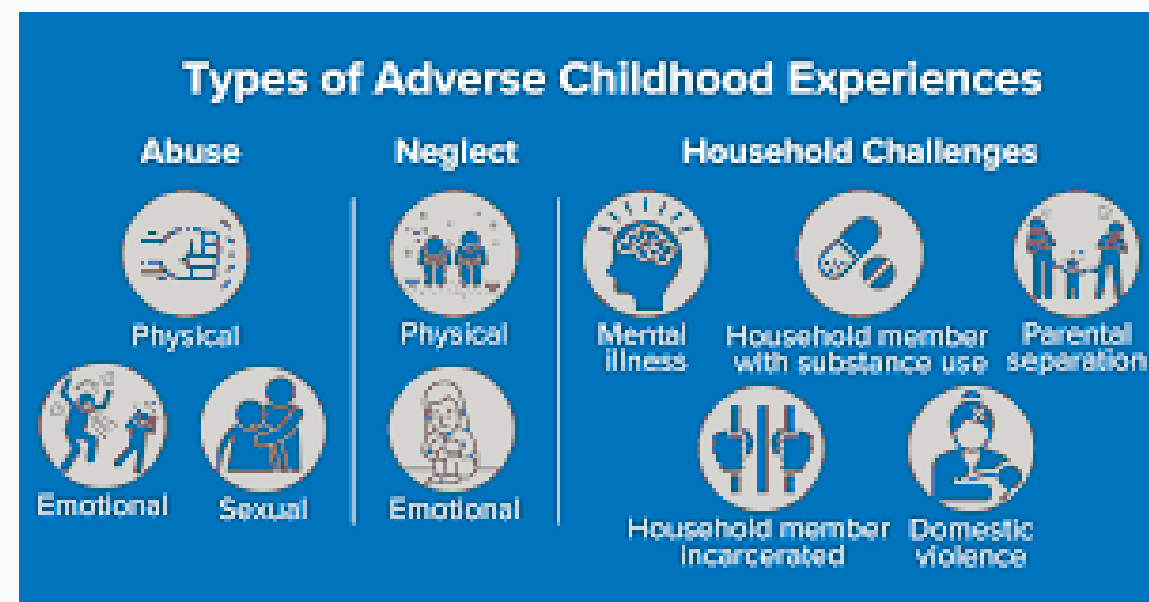 Types of Adverse Childhood Experiences
Abuse
Physical
Emotional
Sexual
Neglect
Physical
Emotional
Household Challenges
Mental
illness
Household member
with substance use
Parental
separation
Household member
incarcerated
Domestic
violence